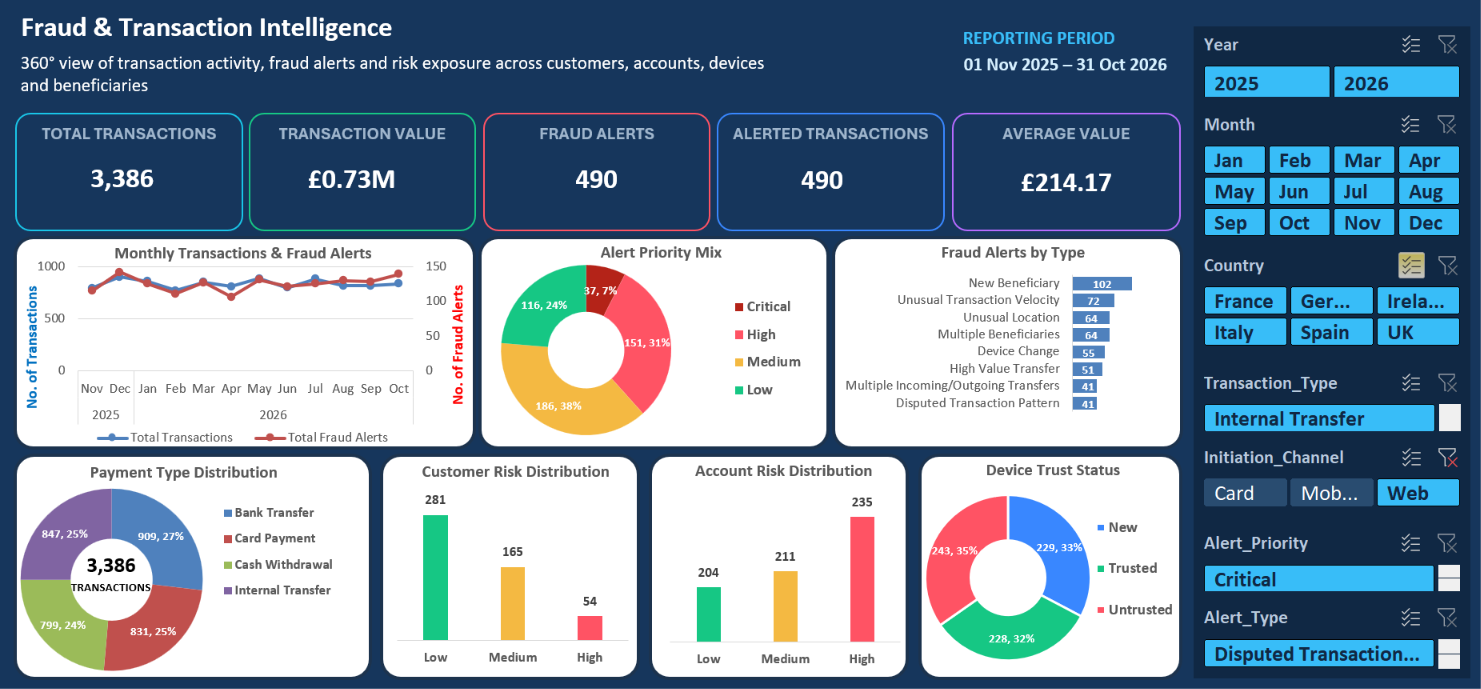 Fraud & Transaction Intelligence
360° view of transaction activity, fraud alerts and risk exposure across customers, accounts, devices
and beneficiaries
REPORTING PERIOD
01 Nov 2025 – 31 Oct 2026
TOTAL TRANSACTIONS
3,386
TRANSACTION VALUE
£0.73M
FRAUD ALERTS
490
ALERTED TRANSACTIONS
490
AVERAGE VALUE
£214.17
Monthly Transactions & Fraud Alerts
No. of Transactions
1000
500
0
150
100
50
0
No. of Fraud Alerts
Nov Dec Jan Feb Mar Apr May Jun Jul Aug Sep Oct
2025 2026
Total Transactions Total Fraud Alerts
Alert Priority Mix
37, 7%
151, 31%
186, 38%
116, 24%
Critical
High
Medium
Low
Fraud Alerts by Type
New Beneficiary 102
Unusual Transaction Velocity 72
Unusual Location 64
Multiple Beneficiaries 64
Device Change 55
High Value Transfer 51
Multiple Incoming/Outgoing Transfers 41
Disputed Transaction Pattern 41
Payment Type Distribution
847, 25%
909, 27%
3,386
TRANSACTIONS
799, 24%
831, 25%
Bank Transfer
Card Payment
Cash Withdrawal
Internal Transfer
Customer Risk Distribution
281
165
54
Low Medium High
Account Risk Distribution
204
211
235
Low Medium High
Device Trust Status
243, 35%
229, 33%
228, 32%
New
Trusted
Untrusted
Year
2025 2026
Month
Jan Feb Mar Apr
May Jun Jul Aug
Sep Oct Nov Dec
Country
France Ger... Irela...
Italy Spain UK
Transaction_Type
Internal Transfer
Initiation_Channel
Card Mob... Web
Alert_Priority
Critical
Alert_Type
Disputed Transaction...